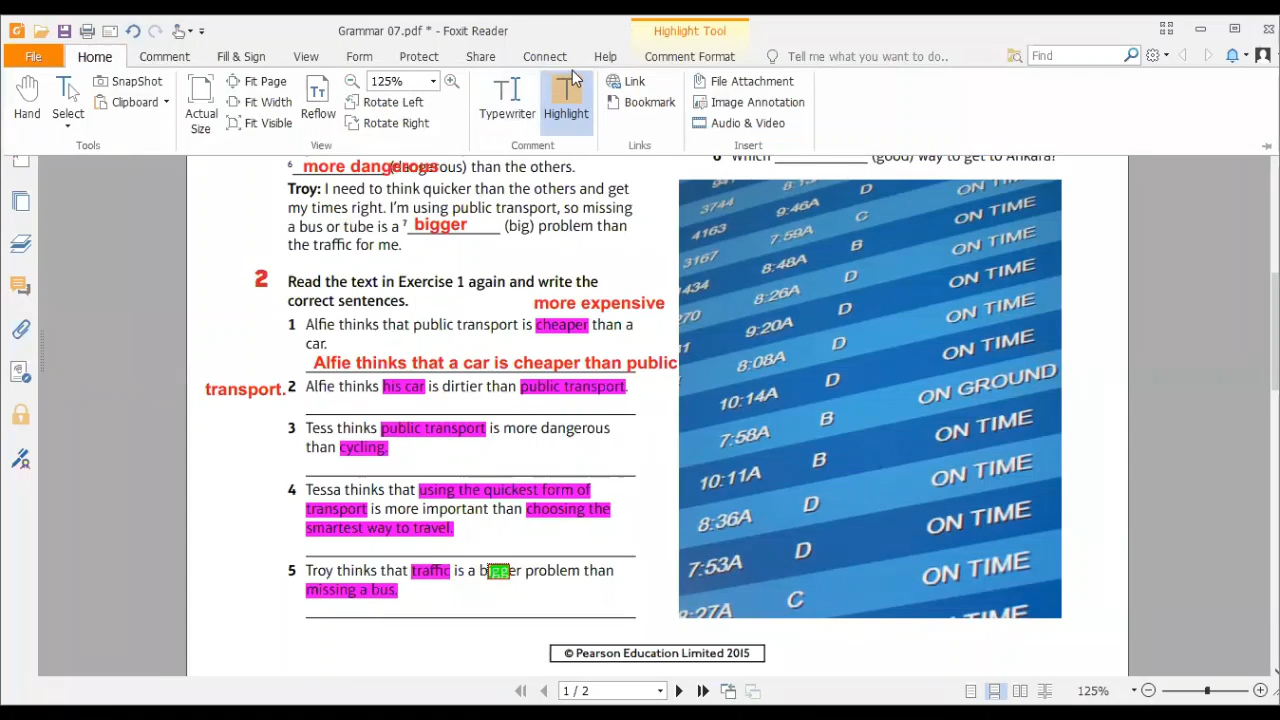 Grammar 07.pdf * - Foxit Reader
Highlight Tool
File Home Comment Fill & Sign View Form Protect Share Connect Help Comment Format Tell me what you want to do.. Find
Hand
Select
SnapShot
Clipboard
Actual
Size
Fit Page
Fit Width
Fit Visible
Reflow
125%
Rotate Left
Rotate Right
Typewriter
Highlight
Link
Bookmark
File Attachment
Image Annotation
Audio & Video
Tools
View
Comment
Links
Insert
6 more dangerous (dangerous) than the others.
Troy: I need to think quicker than the others and get
my times right. I'm using public transport, so missing
a bus or tube is a 7 bigger (big) problem than
the traffic for me.
2 Read the text in Exercise 1 again and write the
correct sentences.
more expensive
1 Alfie thinks that public transport is cheaper than a
car.
Alfie thinks that a car is cheaper than public
transport.
2 Alfie thinks his car is dirtier than public transport.
3 Tess thinks public transport is more dangerous
than cycling.
4 Tessa thinks that using the quickest form of
transport is more important than choosing the
smartest way to travel.
5 Troy thinks that traffic is a bigger problem than
missing a bus.
Which (good) way to get to Ankara?
3744 9:46A D ON TIME
4163 7:59A C ON TIME
3167 8:48A B ON TIME
8:26A D ON TIME
9:20A D ON TIME
8:08A D ON TIME
10:14A D ON GROUND
7:58A B ON TIME
10:11A B ON TIME
8:36A D ON TIME
7:53A D ON TIME
8:27A C ON TIME
© Pearson Education Limited 2015
1 / 2
125%